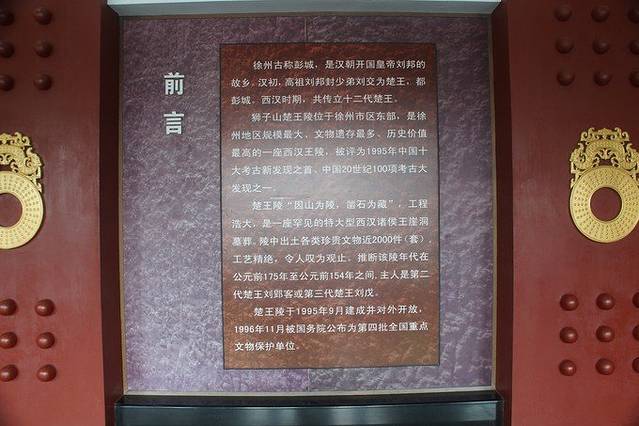 前言
徐州古称彭城，是汉朝开国皇帝刘邦的
故乡。汉初，高祖刘邦封少弟刘交为楚王，都
彭城。西汉时期，共传立十二代楚王。
狮子山楚王陵位于徐州市区东部，是徐
州地区规模最大、文物遗存最多、历史价值
最高的一座西汉王陵，被评为1995年中国十
大考古新发现之首、中国20世纪100项考古大
发现之一。
楚王陵“因山为陵，凿石为藏”，工程
浩大，是一座罕见的特大型西汉诸侯王崖洞
墓葬。陵中出土各类珍贵文物近2000件（套），
工艺精绝，令人叹为观止。推断该陵年代在
公元前175年至公元前154年之间，主人是第二
代楚王刘郢客或第三代楚王刘戊。
楚王陵于1995年9月建成并对外开放，
1996年11月被国务院公布为第四批全国重点
文物保护单位。